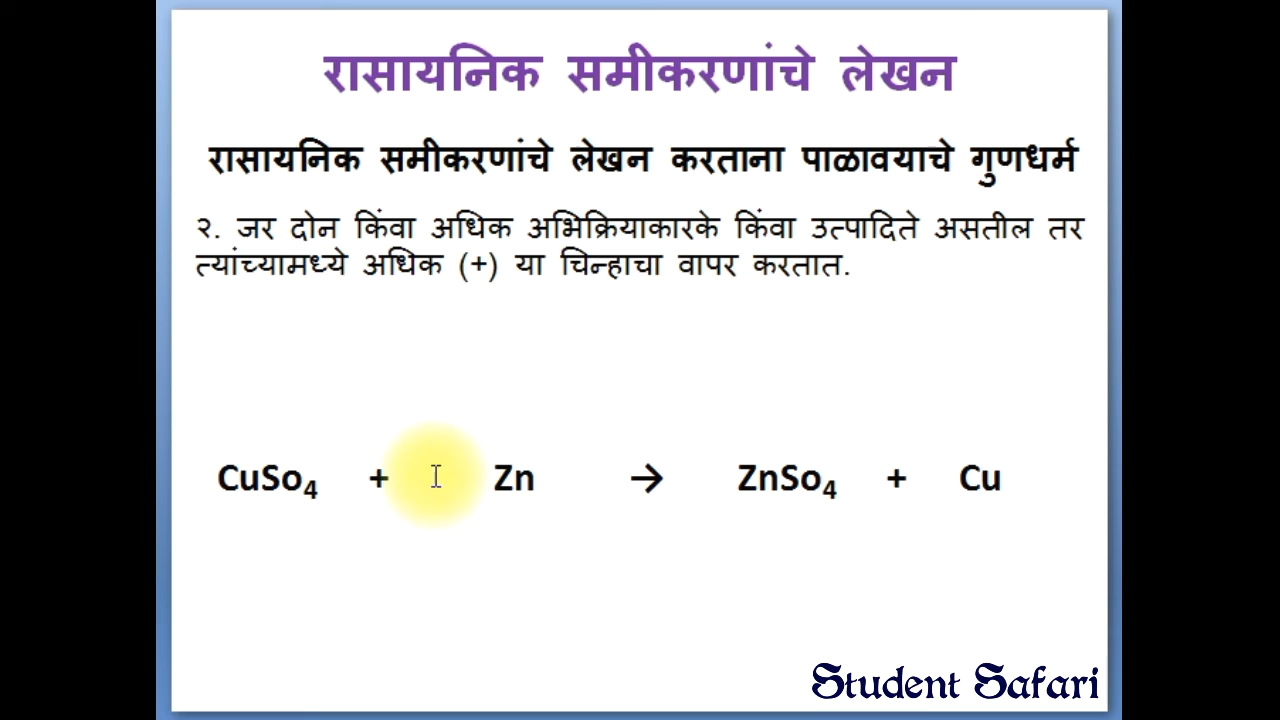 रासायनिक समीकरणांचे लेखन
रासायनिक समीकरणांचे लेखन करताना पाळावयाचे गुणधर्म
२. जर दोन किंवा अधिक अभिक्रियाकारके किंवा उत्पादिते असतील तर
त्यांच्यामध्ये अधिक (+) या चिन्हाचा वापर करतात.
CuSo₄ + Zn → ZnSo₄ + Cu
Student Safari